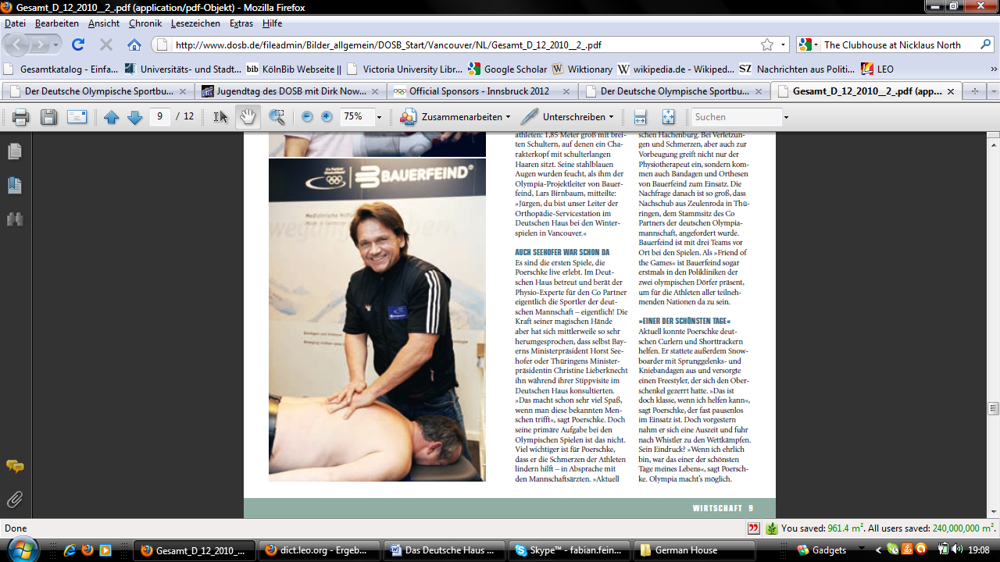 Gesamt_D_12_2010__2_.pdf (application/pdf-Objekt) - Mozilla Firefox
Datei Bearbeiten Ansicht Chronik Lesezeichen Extras Hilfe
http://www.dosb.de/fileadmin/Bilder_allgemein/DOSB_Start/Vancouver/NL/Gesamt_D_12_2010__2_.pdf
The Clubhouse at Nicklaus North
Gesamtkatalog - Einfa...
Universitäts- und Stadt...
bib KölnBib Webseite ||
Victoria University Libr...
Google Scholar
W Wiktionary
W wikipedia.de - Wikiped...
SZ Nachrichten aus Politi...
LEO
»
Der Deutsche Olympische Sportbu...
Jugendtag des DOSB mit Dirk Now...
Official Sponsors - Innsbruck 2012
Der Deutsche Olympische Sportbu...
Gesamt_D_12_2010__2_.pdf (app...
9 / 12
75%
Zusammenarbeiten
Unterschreiben
Suchen
BAUERFEIND®
athleten: 1,85 Meter groß mit brei-
ten Schultern, auf denen ein Cha-
rakterkopf mit schulterlangen
Haaren sitzt. Seine stahlblauen
Augen wurden feucht, als ihm der
Olympia-Projektleiter von Bauer-
feind, Lars Birnbaum, mitteilte:
»Jürgen, du bist unser Leiter der
Orthopädie-Servicestation im
Deutschen Haus bei den Winter-
spielen in Vancouver.«
AUCH SEEHOFER WAR SCHON DA
Es sind die ersten Spiele, die
Poerschke live erlebt. Im Deut-
schen Haus betreut und berät der
Physio-Experte für den Co Partner
eigentlich die Sportler der deut-
schen Mannschaft – eigentlich! Die
Kraft seiner magischen Hände
aber hat sich mittlerweile so sehr
herumgesprochen, dass selbst Bay-
erns Ministerpräsident Horst See-
hofer oder Thüringens Minister-
präsidentin Christine Lieberknecht
ihn während ihrer Stippvisite im
Deutschen Haus konsultierten.
»Das macht schon sehr viel Spaß,
wenn man diese bekannten Men-
schen trifft«, sagt Poerschke. Doch
seine primäre Aufgabe bei den
Olympischen Spielen ist das nicht.
Viel wichtiger ist für Poerschke,
dass er die Schmerzen der Athleten
lindern hilft – in Absprache mit
den Mannschaftsärzten. »Aktuell
schen Hachenburg. Bei Verletzun-
gen und Schmerzen, aber auch zur
Vorbeugung greift nicht nur der
Physiotherapeut ein, sondern kom-
men auch Bandagen und Orthesen
von Bauerfeind zum Einsatz. Die
Nachfrage danach ist so groß, dass
Nachschub aus Zeulenroda in Thü-
ringen, dem Stammsitz des Co
Partners der deutschen Olympia-
mannschaft, angefordert wurde.
Bauerfeind ist mit drei Teams vor
Ort bei den Spielen. Als »Friend of
the Games« ist Bauerfeind sogar
erstmals in den Polikliniken der
zwei olympischen Dörfer präsent,
um für die Athleten aller teilneh-
menden Nationen da zu sein.
»EINER DER SCHÖNSTEN TAGE«
Aktuell konnte Poerschke deut-
schen Curlern und Shorttrackern
helfen. Er stattete außerdem Snow-
boarder mit Sprunggelenks- und
Kniebandagen aus und versorgte
einen Freestyler, der sich den Ober-
schenkel gezerrt hatte. »Das ist
doch klasse, wenn ich helfen kann«,
sagt Poerschke, der fast pausenlos
im Einsatz ist. Doch vorgestern
nahm er sich eine Auszeit und fuhr
nach Whistler zu den Wettkämpfen.
Sein Eindruck? »Wenn ich ehrlich
bin, war das einer der schönsten
Tage meines Lebens«, sagt Poersch-
ke. Olympia macht's möglich.
WIRTSCHAFT 9
Done
You saved: 961.4 m². All users saved: 240,000,000 m².
Gesamt_D_12_2010_...
dict.leo.org - Ergeb...
Das Deutsche Haus ...
Skype™ - fabian.fein...
German House
Gadgets
19:08